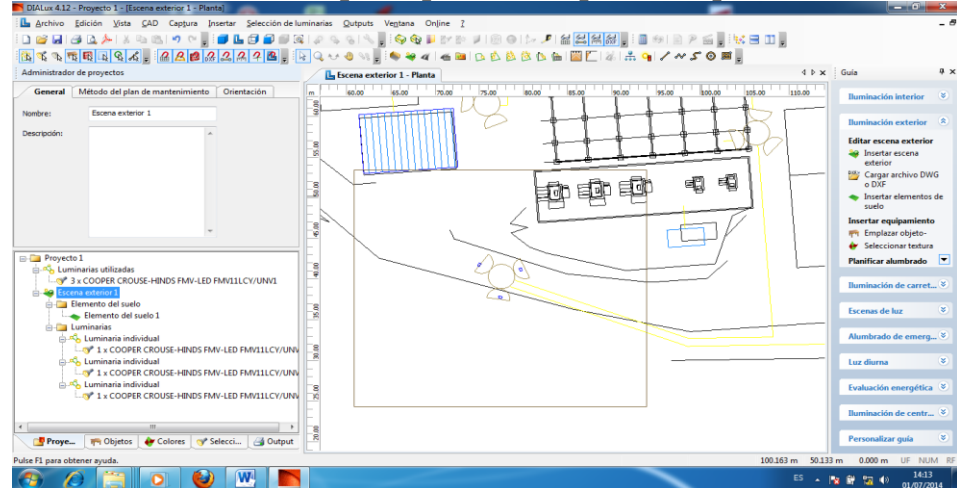 DIALux 4.12 - Proyecto 1 - [Escena exterior 1 - Planta]
Archivo Edición Vista CAD Captura Insertar Selección de luminarias Outputs Ventana Online ?
Administrador de proyectos
General Método del plan de mantenimiento Orientación
Nombre: Escena exterior 1
Descripción:
Proyecto 1
Luminarias utilizadas
3 x COOPER CROUSE-HINDS FMV-LED FMV11LCY/UNV1
Escena exterior 1
Elemento del suelo
Elemento del suelo 1
Luminarias
Luminaria individual
1 x COOPER CROUSE-HINDS FMV-LED FMV11LCY/UNV
Luminaria individual
1 x COOPER CROUSE-HINDS FMV-LED FMV11LCY/UNV
Luminaria individual
1 x COOPER CROUSE-HINDS FMV-LED FMV11LCY/UNV
Proye... Objetos Colores Selecci... Output
Escena exterior 1 - Planta
m 60.00 65.00 70.00 75.00 80.00 85.00 90.00 95.00 100.00 105.00 110.00
60.00
55.00
50.00
45.00
40.00
35.00
30.00
25.00
20.00
Guía
Iluminación interior
Iluminación exterior
Editar escena exterior
Insertar escena
exterior
Cargar archivo DWG
o DXF
Insertar elementos de
suelo
Insertar equipamiento
Emplazar objeto-
Seleccionar textura
Planificar alumbrado
Iluminación de carret...
Escenas de luz
Alumbrado de emerg...
Luz diurna
Evaluación energética
Iluminación de centr...
Personalizar guía
Pulse F1 para obtener ayuda.
100.163 m 50.133 m 0.000 m UF NUM RF
ES
14:13
01/07/2014